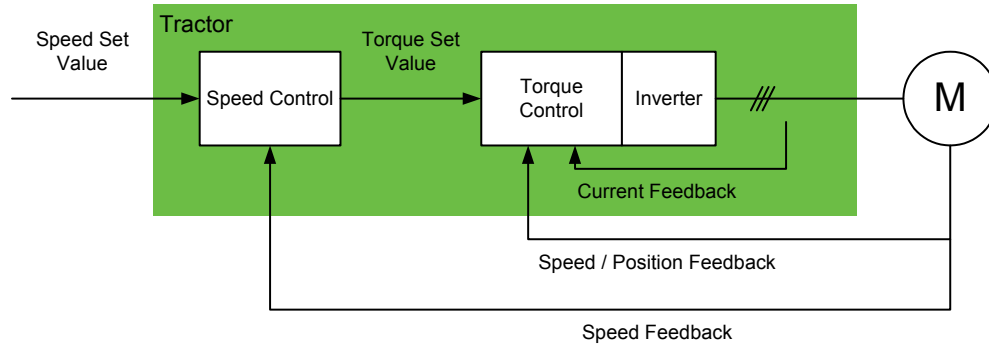 Tractor
Speed Set
Value
Torque Set
Value
Speed Control
Torque
Control
Inverter
M
Current Feedback
Speed / Position Feedback
Speed Feedback